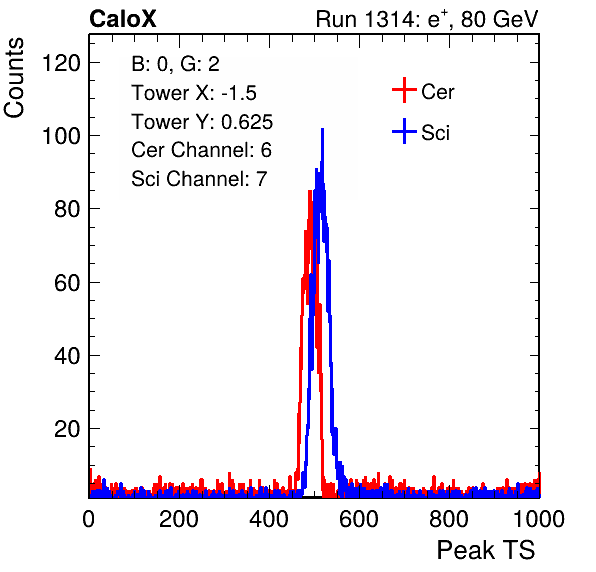 CaloX Run 1314: e⁺, 80 GeV
Counts
B: 0, G: 2
Tower X: -1.5
Tower Y: 0.625
Cer Channel: 6
Sci Channel: 7
Cer
Sci
120
100
80
60
40
20
0 200 400 600 800 1000
Peak TS